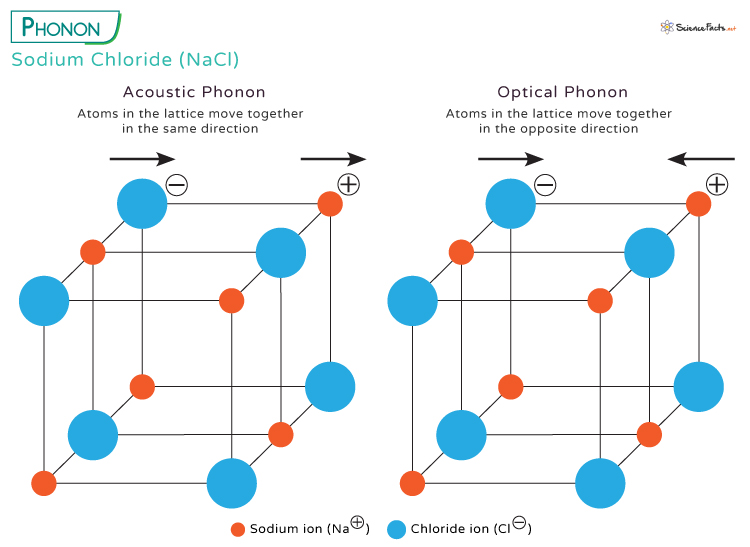 PHONON
ScienceFacts.net
Sodium Chloride (NaCl)
Acoustic Phonon
Atoms in the lattice move together
in the same direction
Optical Phonon
Atoms in the lattice move together
in the opposite direction
− +
− +
Sodium ion (Na⊕)
Chloride ion (Cl⊖)